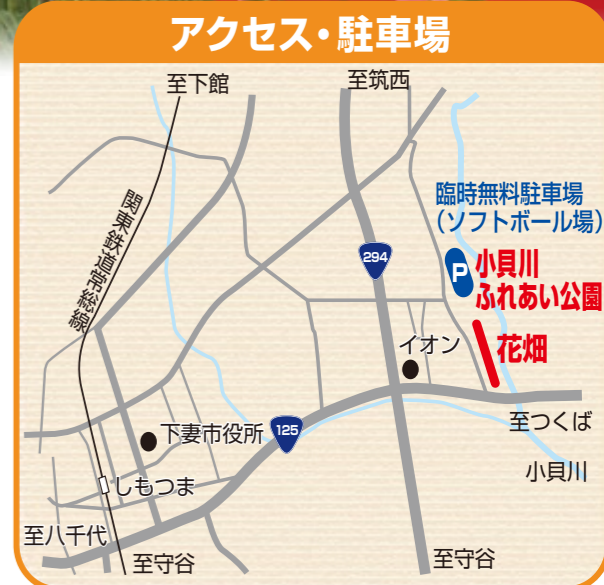 アクセス・駐車場
至下館
至筑西
関東鉄道常総線
臨時無料駐車場
（ソフトボール場）
294
P
小貝川
ふれあい公園
イオン
花畑
下妻市役所
125
至つくば
小貝川
しもつま
至八千代
至守谷
至守谷